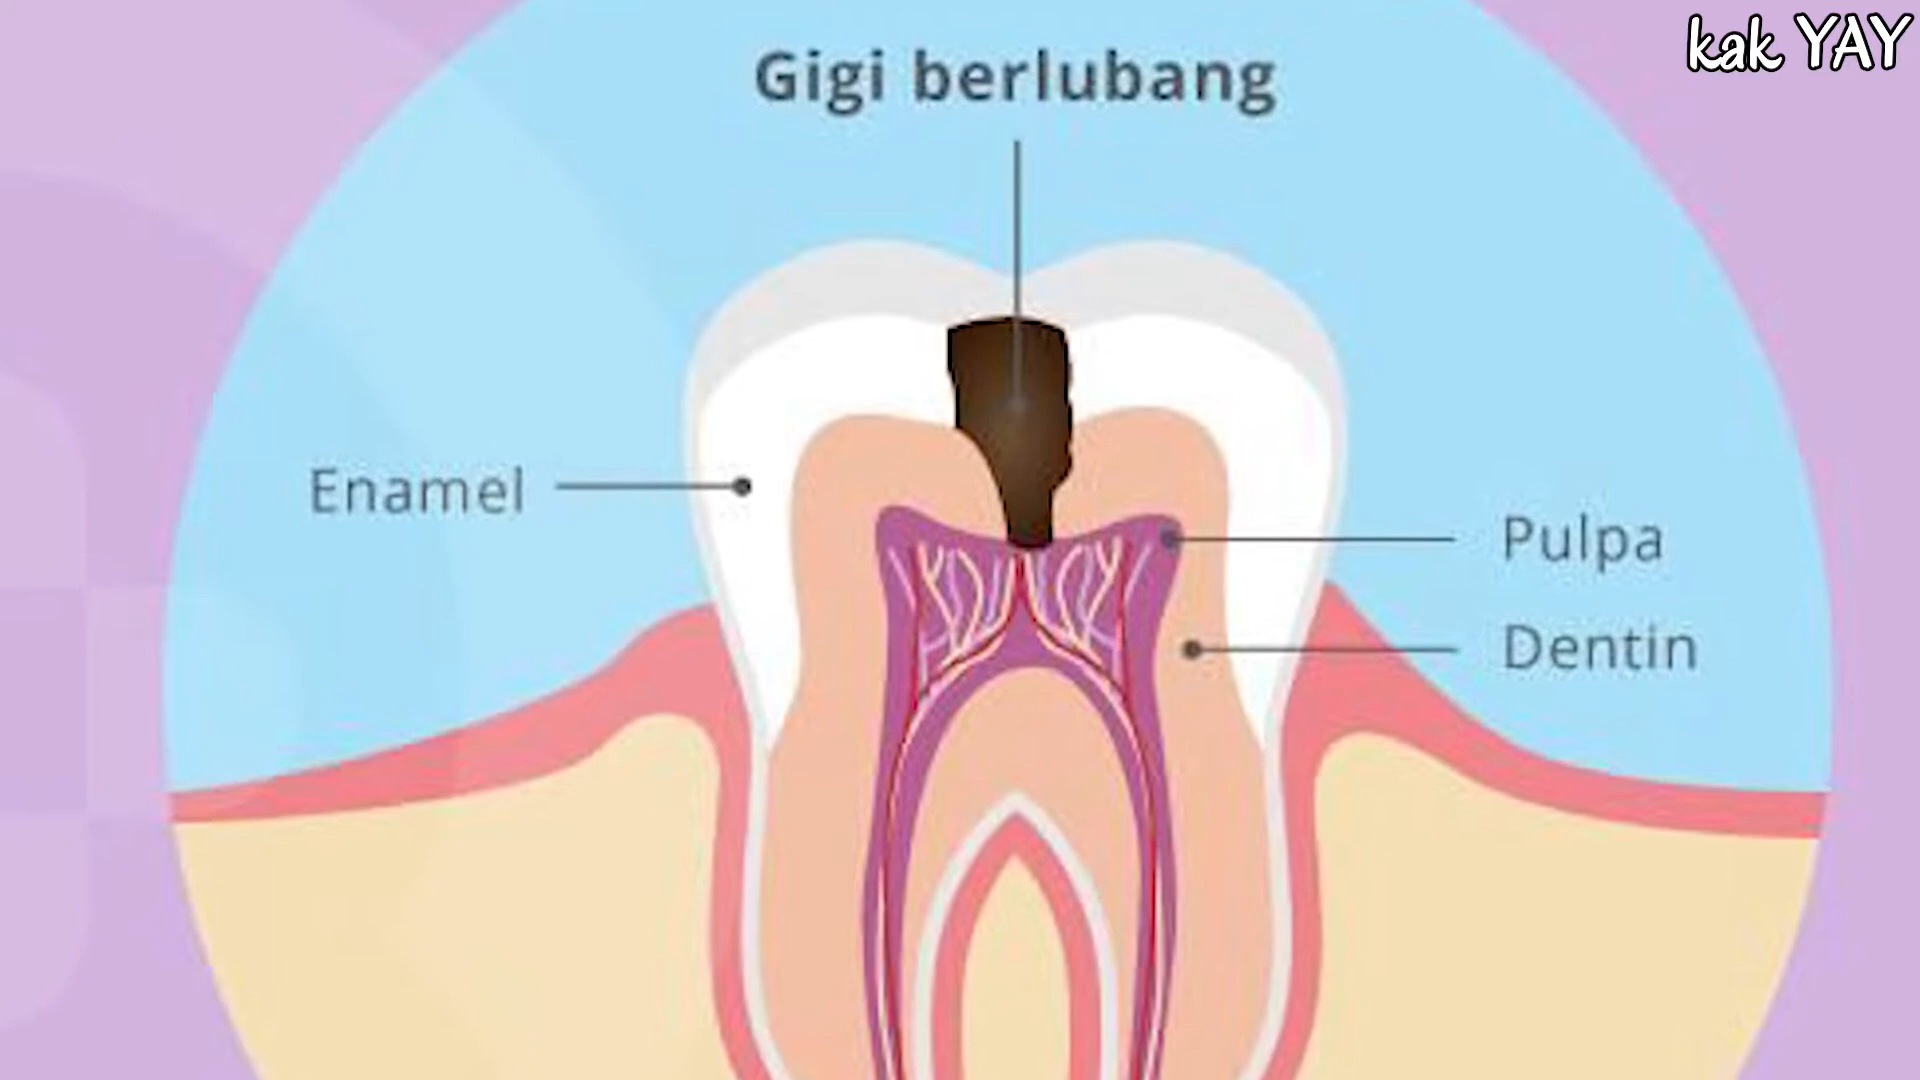 kak YAY
Gigi berlubang
Enamel
Pulpa
Dentin